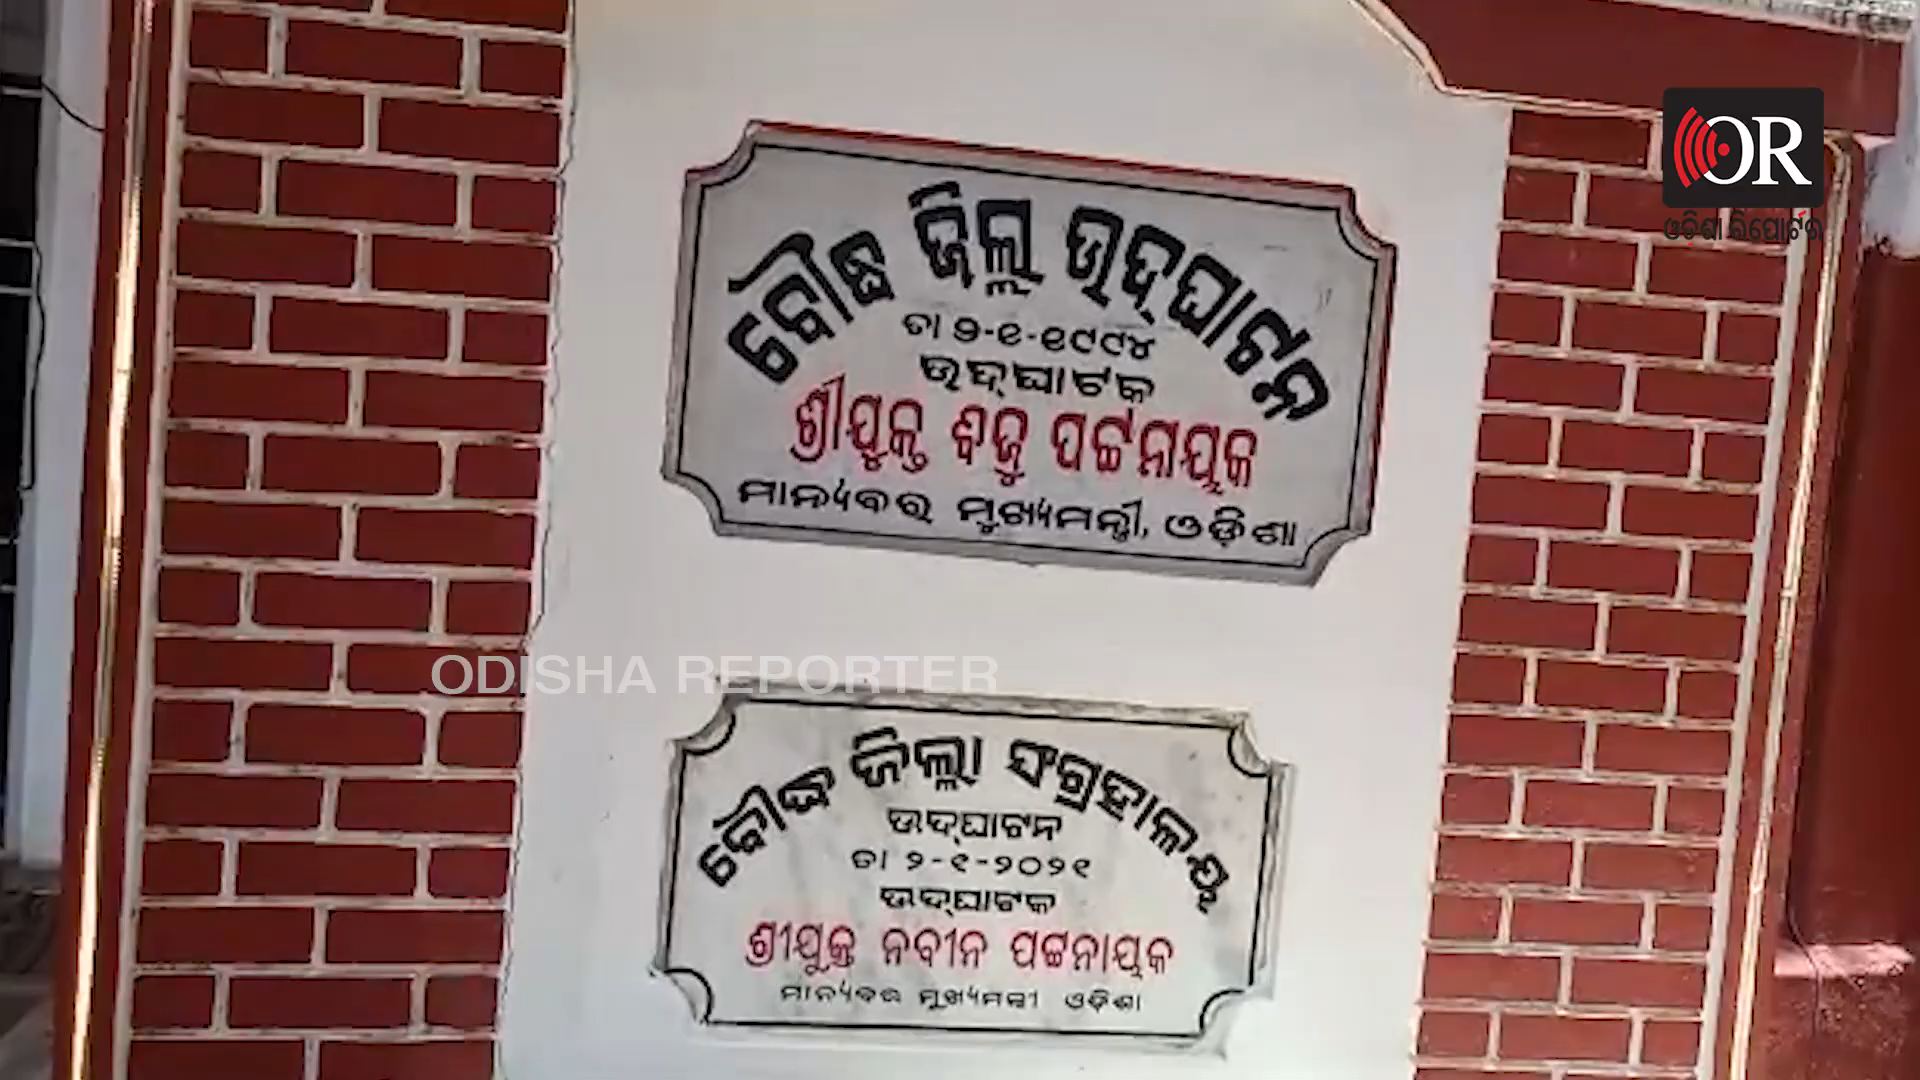 ବୌଦ୍ଧ ଜିଲ୍ଲା ଉଦ୍‌ଘାଟନ
ତା ୨-୧-୧୯୯୪
ଉଦ୍‌ଘାଟକ
ଶ୍ରୀଯୁକ୍ତ ବିଜୁ ପଟ୍ଟନାୟକ
ମାନ୍ୟବର ମୁଖ୍ୟମନ୍ତ୍ରୀ, ଓଡ଼ିଶା
OR
ଓଡିଶା ରିପୋର୍ଟର
ODISHA REPORTER
ବୌଦ୍ଧ ଜିଲ୍ଲା ସଂଗ୍ରହାଳୟ
ଉଦ୍‌ଘାଟନ
ତା ୨-୧-୨୦୨୧
ଉଦ୍‌ଘାଟକ
ଶ୍ରୀଯୁକ୍ତ ନବୀନ ପଟ୍ଟନାୟକ
ମାନ୍ୟବର ମୁଖ୍ୟମନ୍ତ୍ରୀ ଓଡ଼ିଶା